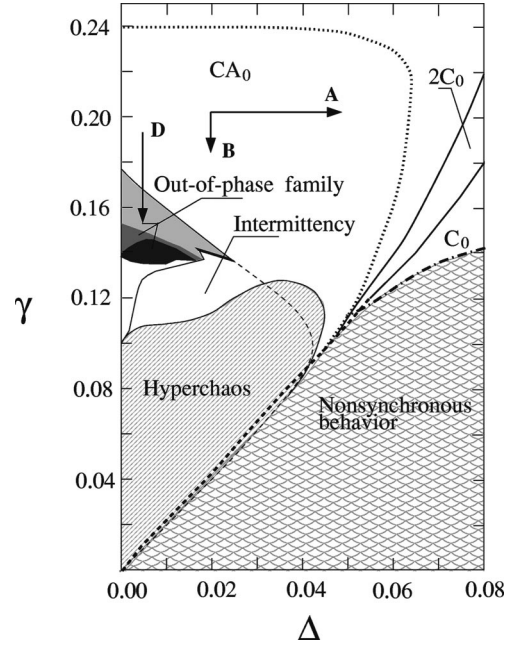 0.24
CA0
2C0
A
0.20
B
D
Out-of-phase family
0.16
Intermittency
C0
γ
0.12
Hyperchaos
0.08
Nonsynchronous
behavior
0.04
0.00
0.02
0.04
0.06
0.08
Δ